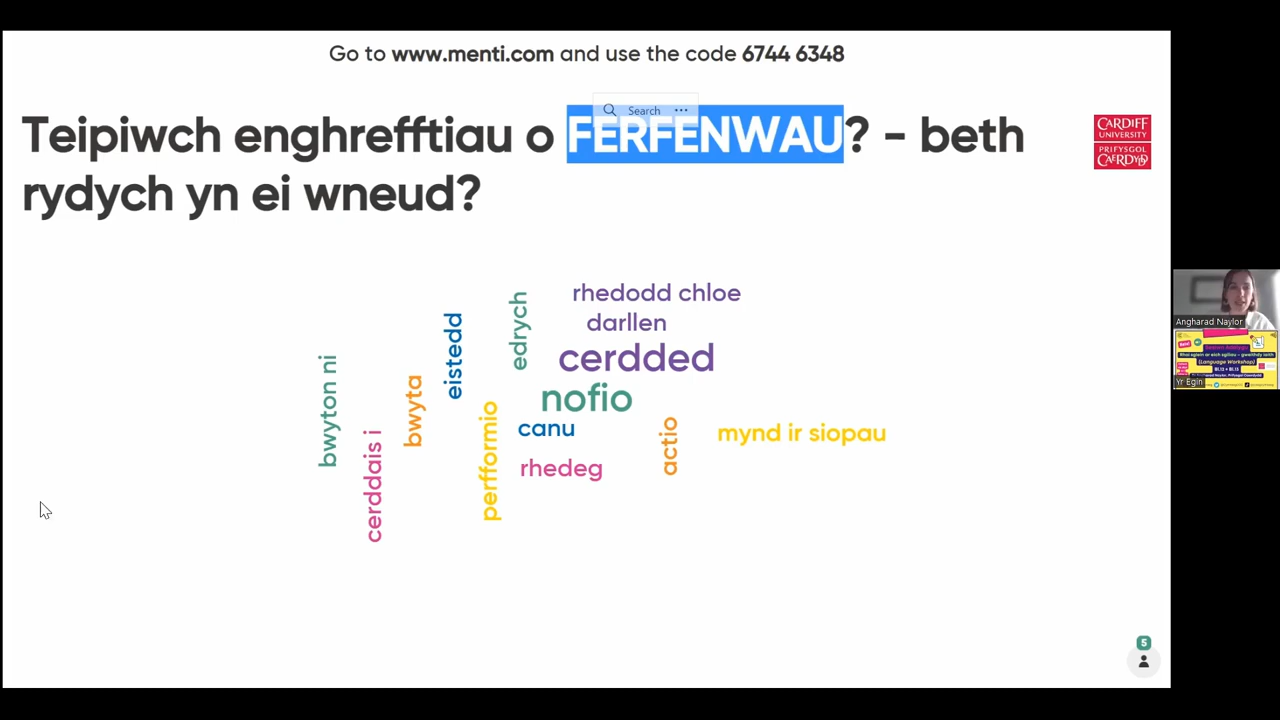 Go to www.menti.com and use the code 6744 6348
Search
Teipiwch enghrefftiau o FERFENWAU? - beth
rydych yn ei wneud?
CARDIFF
UNIVERSITY
PRIFYSGOL
CAERDYDD
rhedodd chloe
darllen
edrych
eistedd
cerdded
bwyton ni
bwyta
nofio
perfformio
canu
actio
mynd ir siopau
cerddais i
rhedeg
Angharad Naylor
(Language Workshop)
Yr Egin
5